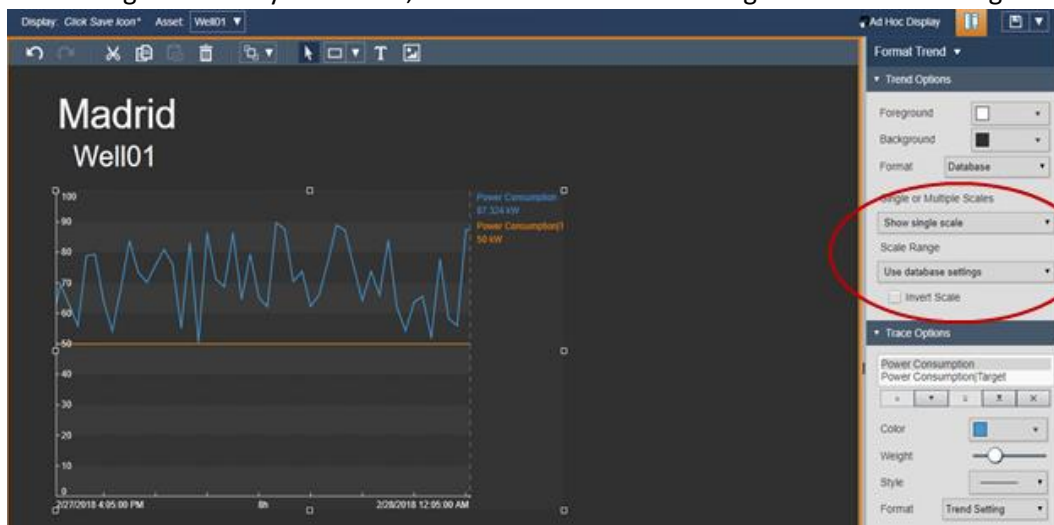 Display: Click Save Icon* Asset: Well01
Ad Hoc Display
Format Trend
Trend Options
Madrid
Well01
Foreground
Background
Format Database
Single or Multiple Scales
Show single scale
Scale Range
Use database settings
Invert Scale
Trace Options
Power Consumption
Power Consumption|Target
Color
Weight
Style
Format Trend Setting
100
90
80
70
60
50
40
30
20
10
0
Power Consumption
87.324 kW
Power Consumption|T
50 kW
2/27/2018 4:05:00 PM 8h 2/28/2018 12:05:00 AM